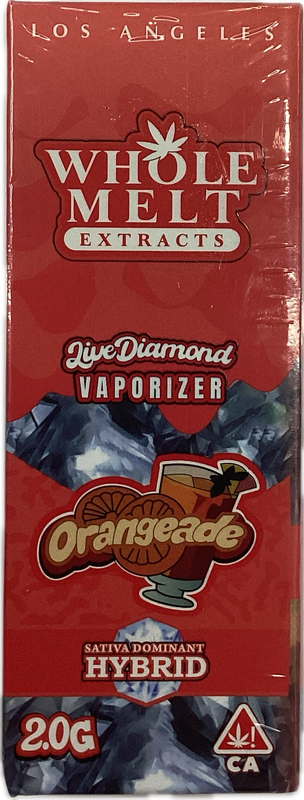 LOS ANGELES
WHOLE
MELT
EXTRACTS
Live Diamond
VAPORIZER
Orangeade
SATIVA DOMINANT
HYBRID
2.0G
!
CA